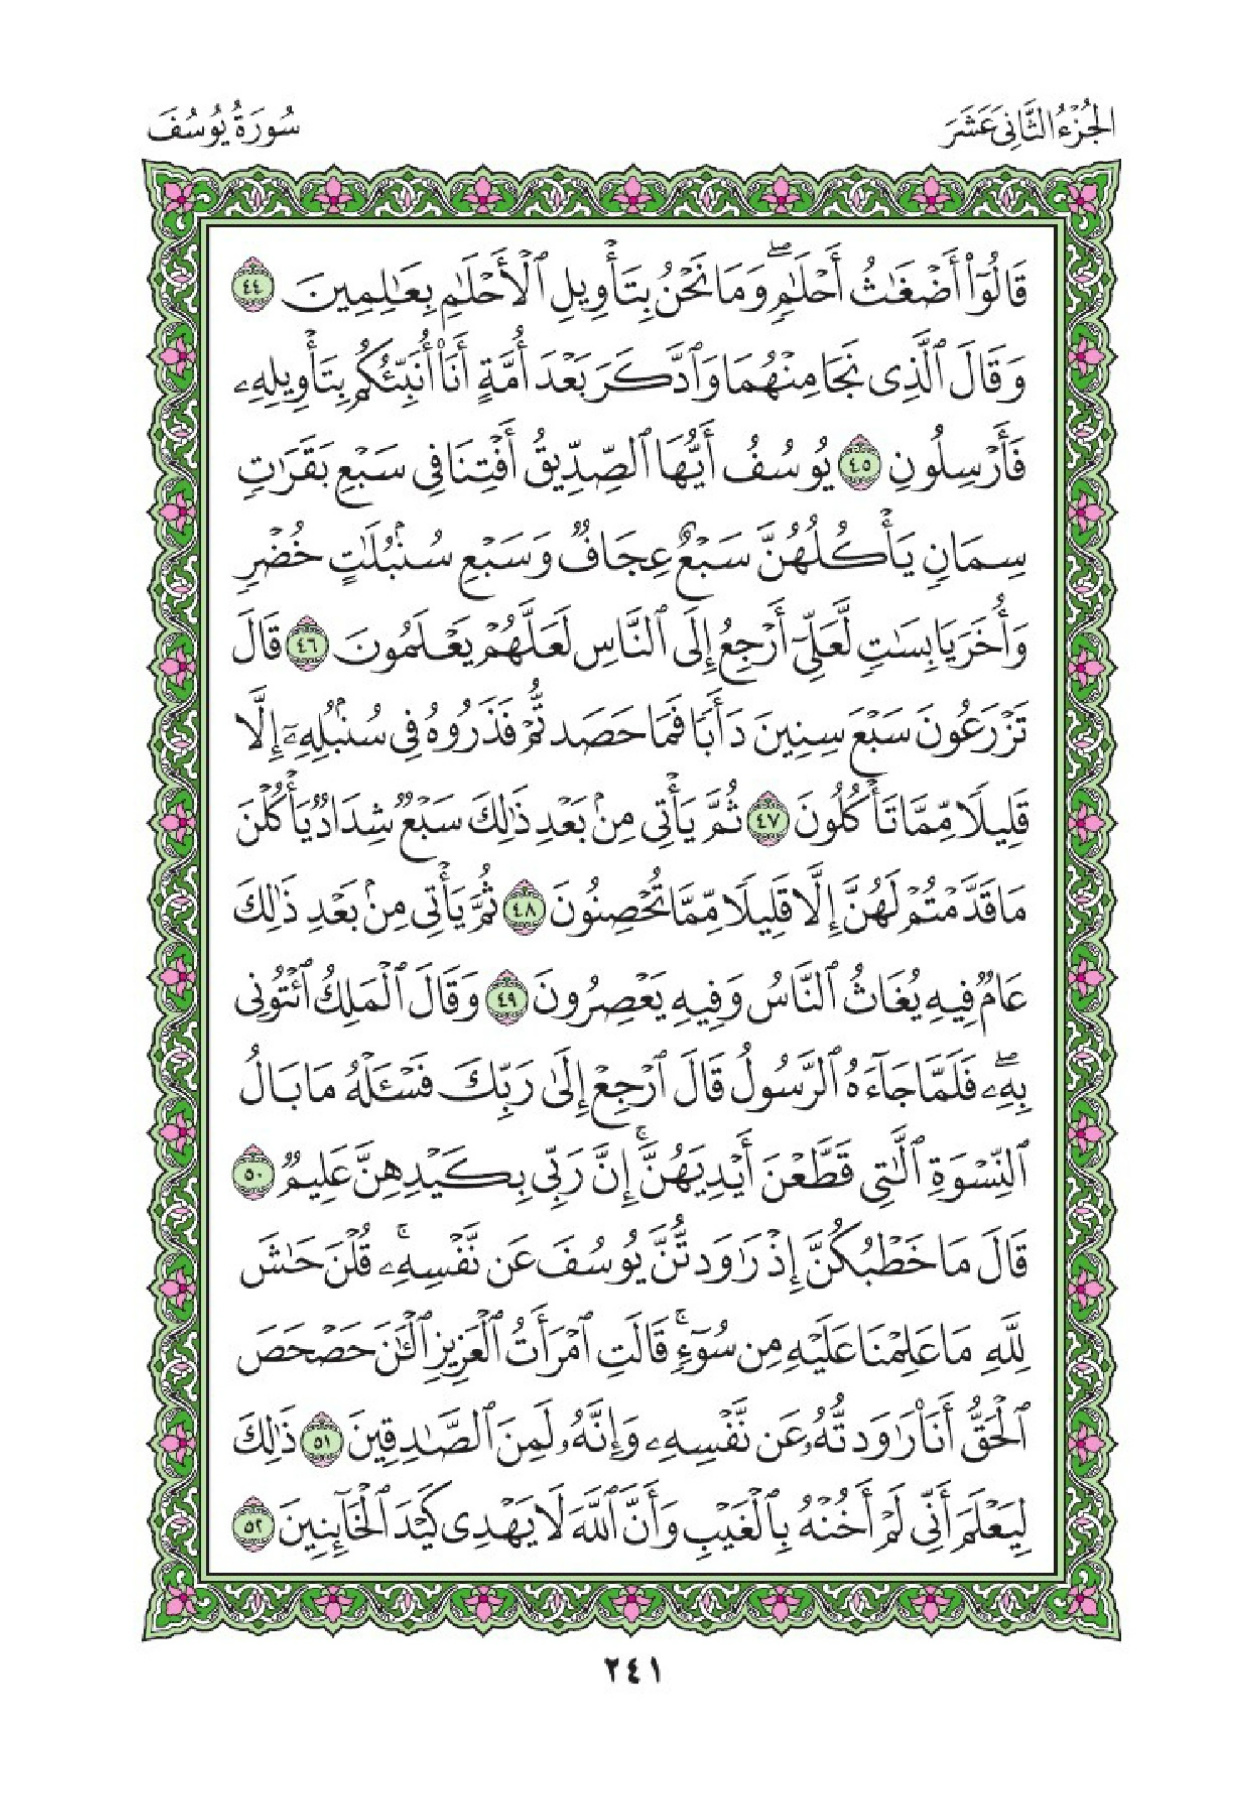 الجُزْءُ الثَّانِي عَشَرَ
سُورَةُ يُوسُفَ
قَالُوٓا۟ أَضْغَـٰثُ أَحْلَـٰمٍ ۖ وَمَا نَحْنُ بِتَأْوِيلِ ٱلْأَحْلَـٰمِ بِعَـٰلِمِينَ ٤٤
وَقَالَ ٱلَّذِى نَجَا مِنْهُمَا وَٱدَّكَرَ بَعْدَ أُمَّةٍ أَنَا۠ أُنَبِّئُكُم بِتَأْوِيلِهِۦ
فَأَرْسِلُونِ ٤٥ يُوسُفُ أَيُّهَا ٱلصِّدِّيقُ أَفْتِنَا فِى سَبْعِ بَقَرَٰتٍ
سِمَانٍ يَأْكُلُهُنَّ سَبْعٌ عِجَافٌ وَسَبْعِ سُنۢبُلَـٰتٍ خُضْرٍ
وَأُخَرَ يَابِسَـٰتٍ لَّعَلِّىٓ أَرْجِعُ إِلَى ٱلنَّاسِ لَعَلَّهُمْ يَعْلَمُونَ ٤٦ قَالَ
تَزْرَعُونَ سَبْعَ سِنِينَ دَأَبًا فَمَا حَصَدتُّمْ فَذَرُوهُ فِى سُنۢبُلِهِۦٓ إِلَّا
قَلِيلًا مِّمَّا تَأْكُلُونَ ٤٧ ثُمَّ يَأْتِى مِنۢ بَعْدِ ذَٰلِكَ سَبْعٌ شِدَادٌ يَأْكُلْنَ
مَا قَدَّمْتُمْ لَهُنَّ إِلَّا قَلِيلًا مِّمَّا تُحْصِنُونَ ٤٨ ثُمَّ يَأْتِى مِنۢ بَعْدِ ذَٰلِكَ
عَامٌ فِيهِ يُغَاثُ ٱلنَّاسُ وَفِيهِ يَعْصِرُونَ ٤٩ وَقَالَ ٱلْمَلِكُ ٱئْتُونِى
بِهِۦ ۖ فَلَمَّا جَآءَهُ ٱلرَّسُولُ قَالَ ٱرْجِعْ إِلَىٰ رَبِّكَ فَسْـَٔلْهُ مَا بَالُ
ٱلنِّسْوَةِ ٱلَّـٰتِى قَطَّعْنَ أَيْدِيَهُنَّ ۚ إِنَّ رَبِّى بِكَيْدِهِنَّ عَلِيمٌ ٥٠
قَالَ مَا خَطْبُكُنَّ إِذْ رَٰوَدتُّنَّ يُوسُفَ عَن نَّفْسِهِۦ ۚ قُلْنَ حَـٰشَ
لِلَّهِ مَا عَلِمْنَا عَلَيْهِ مِن سُوٓءٍ ۚ قَالَتِ ٱمْرَأَتُ ٱلْعَزِيزِ ٱلْـَٔـٰنَ حَصْحَصَ
ٱلْحَقُّ أَنَا۠ رَٰوَدتُّهُۥ عَن نَّفْسِهِۦ وَإِنَّهُۥ لَمِنَ ٱلصَّـٰدِقِينَ ٥١ ذَٰلِكَ
لِيَعْلَمَ أَنِّى لَمْ أَخُنْهُ بِٱلْغَيْبِ وَأَنَّ ٱللَّهَ لَا يَهْدِى كَيْدَ ٱلْخَآئِنِينَ ٥٢
٢٤١